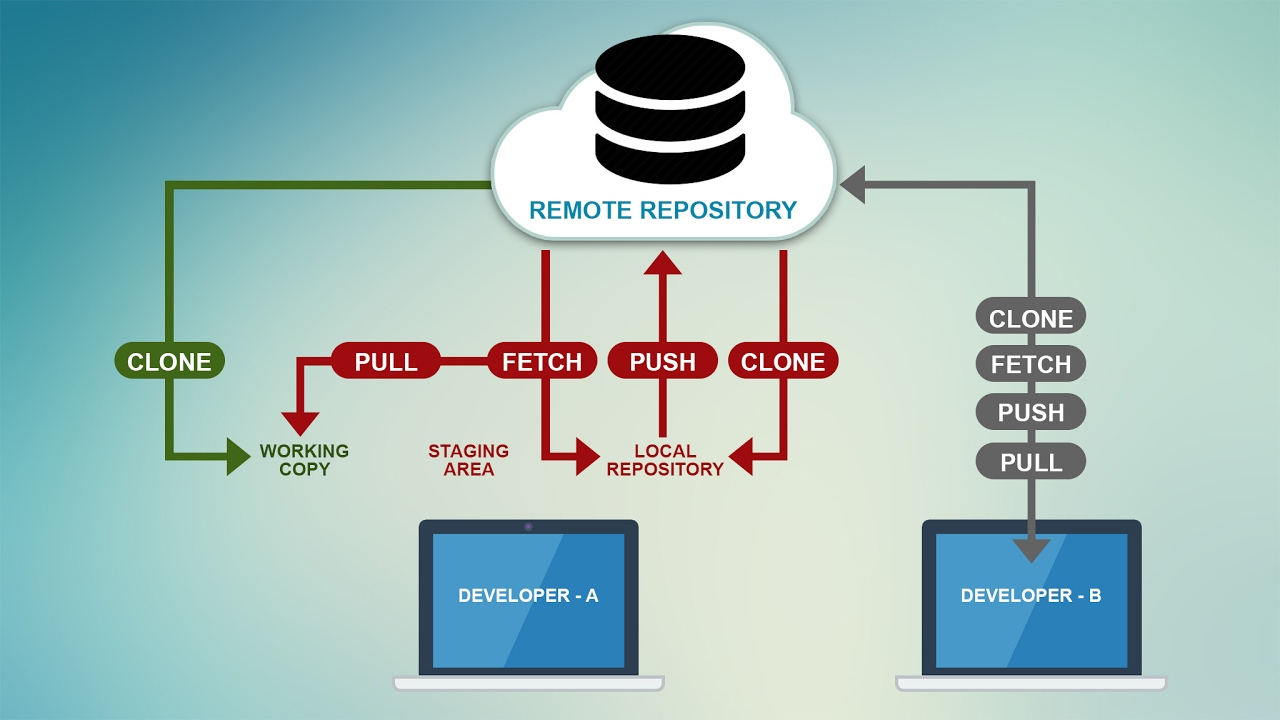 REMOTE REPOSITORY
CLONE
PULL
FETCH
PUSH
CLONE
CLONE
FETCH
PUSH
PULL
WORKING
COPY
STAGING
AREA
LOCAL
REPOSITORY
DEVELOPER - A
DEVELOPER - B